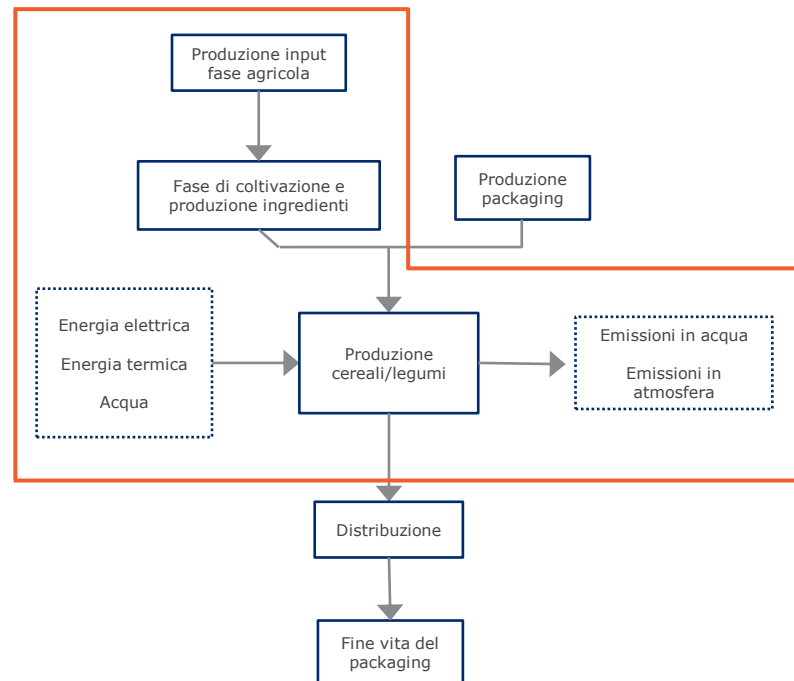 Produzione input
fase agricola
Fase di coltivazione e
produzione ingredienti
Produzione
packaging
Energia elettrica
Energia termica
Acqua
Produzione
cereali/legumi
Emissioni in acqua
Emissioni in
atmosfera
Distribuzione
Fine vita del
packaging